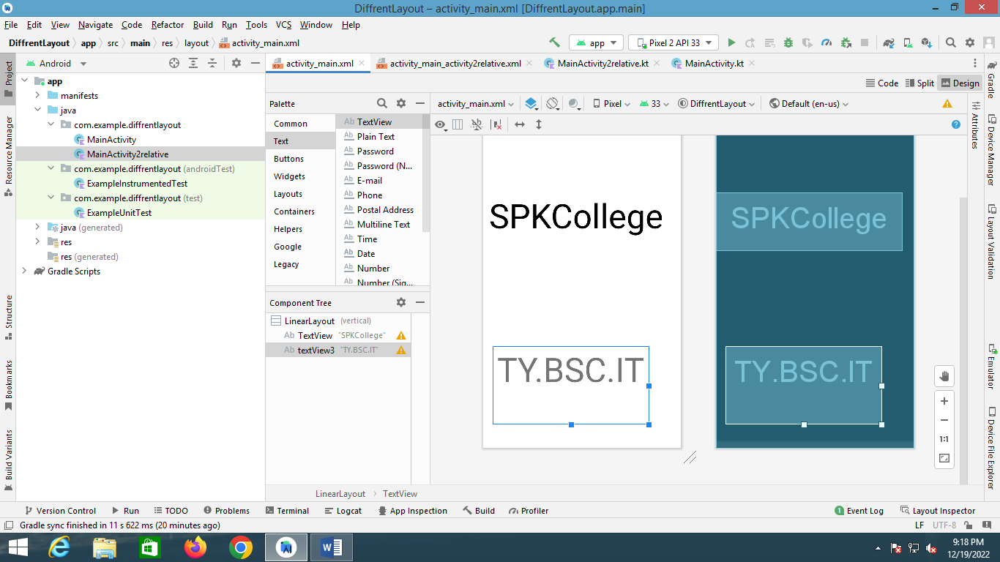 DiffrentLayout – activity_main.xml [DiffrentLayout.app.main]
File Edit View Navigate Code Refactor Build Run Tools VCS Window Help
DiffrentLayout app src main res layout activity_main.xml
app Pixel 2 API 33
Android
activity_main.xml activity_main_activity2relative.xml MainActivity2relative.kt MainActivity.kt
Code Split Design
Project
Resource Manager
Structure
Bookmarks
Build Variants
app
manifests
java
com.example.diffrentlayout
MainActivity
MainActivity2relative
com.example.diffrentlayout (androidTest)
ExampleInstrumentedTest
com.example.diffrentlayout (test)
ExampleUnitTest
java (generated)
res
res (generated)
Gradle Scripts
Palette
Common
Text
Buttons
Widgets
Layouts
Containers
Helpers
Google
Legacy
Ab TextView
Ab Plain Text
Ab Password
Ab Password (N...
Ab E-mail
Ab Phone
Ab Postal Address
Ab Multiline Text
Ab Time
Ab Date
Ab Number
Ab Number (Sig...
Component Tree
LinearLayout (vertical)
Ab TextView "SPKCollege"
Ab textView3 "TY.BSC.IT"
activity_main.xml Pixel 33 DiffrentLayout Default (en-us)
SPKCollege
TY.BSC.IT
SPKCollege
TY.BSC.IT
1:1
Gradle
Attributes
Device Manager
Layout Validation
Emulator
Device File Explorer
LinearLayout TextView
Version Control Run TODO Problems Terminal Logcat App Inspection Build Profiler 1 Event Log Layout Inspector
Gradle sync finished in 11 s 622 ms (20 minutes ago) LF UTF-8
9:18 PM
12/19/2022